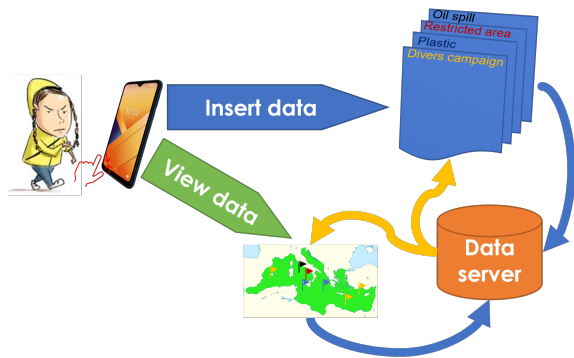 Oil spill
Restricted area
Plastic
Divers campaign
Insert data
View data
Data
server